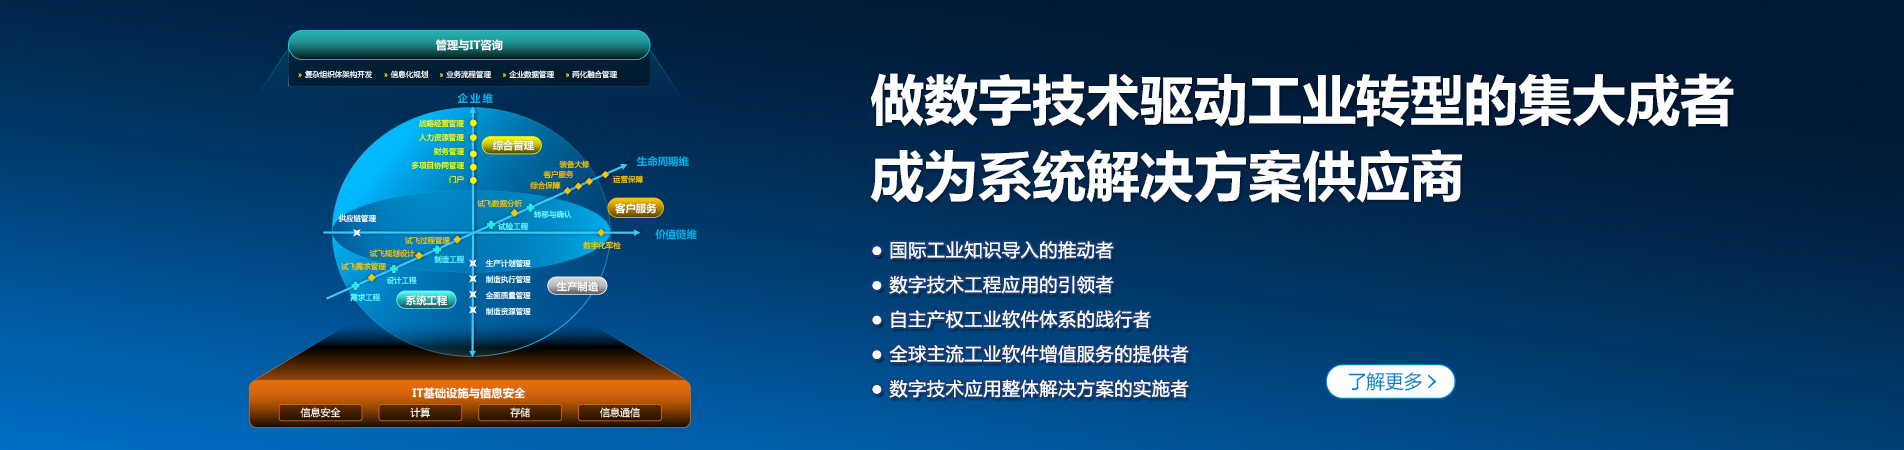 管理与IT咨询
» 复杂组织体架构开发 » 信息化规划 » 业务流程管理 » 企业数据管理 » 两化融合管理
企业维
战略经营管理
人力资源管理
财务管理
多项目协同管理
门户
综合管理
装备大修
客户服务
综合保障
生命周期维
运营保障
试飞数据分析
转移与确认
客户服务
供应链管理
试验工程
价值链维
试飞过程管理
数字化军检
试飞规划设计
制造工程
试飞需求管理
设计工程
需求工程
系统工程
生产计划管理
制造执行管理
全面质量管理
制造资源管理
生产制造
IT基础设施与信息安全
信息安全 计算 存储 信息通信
做数字技术驱动工业转型的集大成者
成为系统解决方案供应商
● 国际工业知识导入的推动者
● 数字技术工程应用的引领者
● 自主产权工业软件体系的践行者
● 全球主流工业软件增值服务的提供者
● 数字技术应用整体解决方案的实施者
了解更多 >